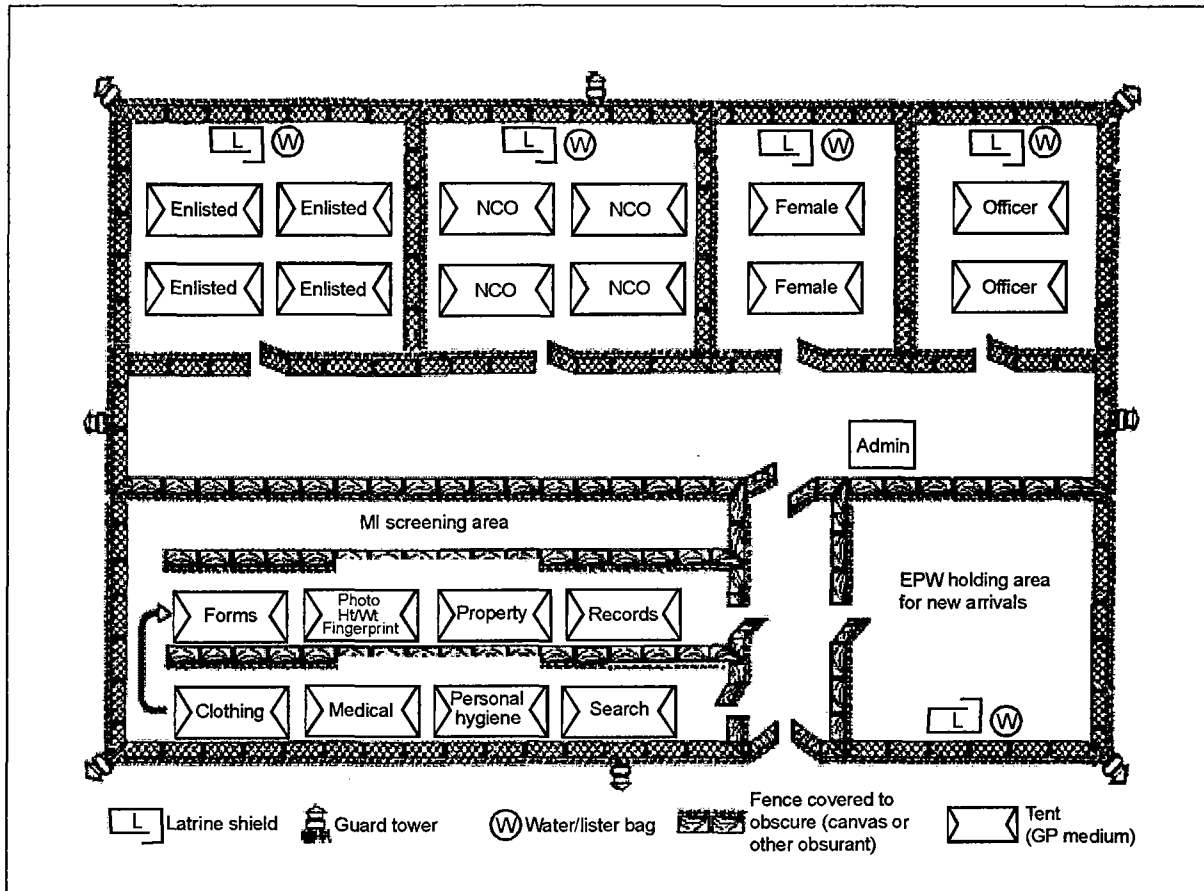 L W
L W
L W
L W
Enlisted Enlisted NCO NCO Female Officer
Enlisted Enlisted NCO NCO Female Officer
Admin
MI screening area
EPW holding area
for new arrivals
Forms
Photo
Ht/Wt
Fingerprint
Property
Records
Clothing
Medical
Personal
hygiene
Search
L W
L Latrine shield
Guard tower
W Water/lister bag
Fence covered to
obscure (canvas or
other obsurant)
Tent
(GP medium)